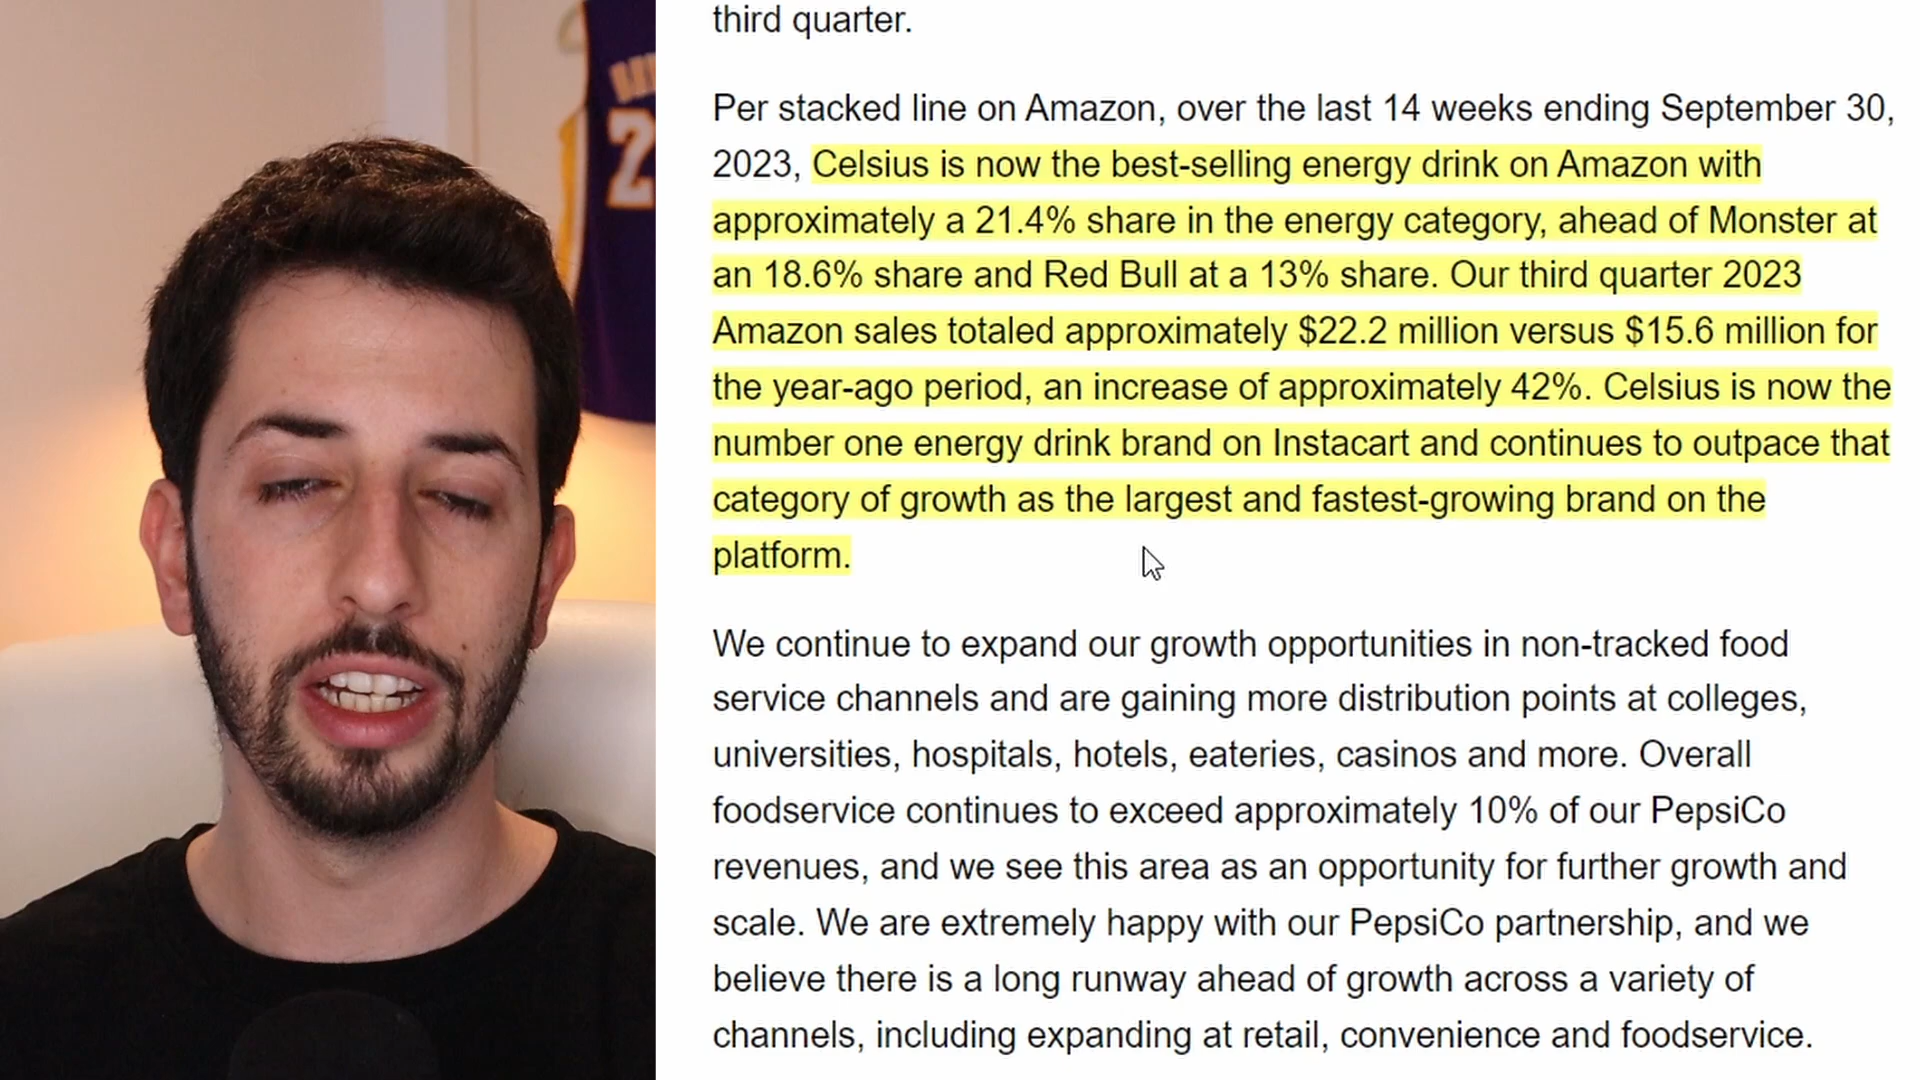 third quarter.
Per stacked line on Amazon, over the last 14 weeks ending September 30,
2023, Celsius is now the best-selling energy drink on Amazon with
approximately a 21.4% share in the energy category, ahead of Monster at
an 18.6% share and Red Bull at a 13% share. Our third quarter 2023
Amazon sales totaled approximately $22.2 million versus $15.6 million for
the year-ago period, an increase of approximately 42%. Celsius is now the
number one energy drink brand on Instacart and continues to outpace that
category of growth as the largest and fastest-growing brand on the
platform.
We continue to expand our growth opportunities in non-tracked food
service channels and are gaining more distribution points at colleges,
universities, hospitals, hotels, eateries, casinos and more. Overall
foodservice continues to exceed approximately 10% of our PepsiCo
revenues, and we see this area as an opportunity for further growth and
scale. We are extremely happy with our PepsiCo partnership, and we
believe there is a long runway ahead of growth across a variety of
channels, including expanding at retail, convenience and foodservice.